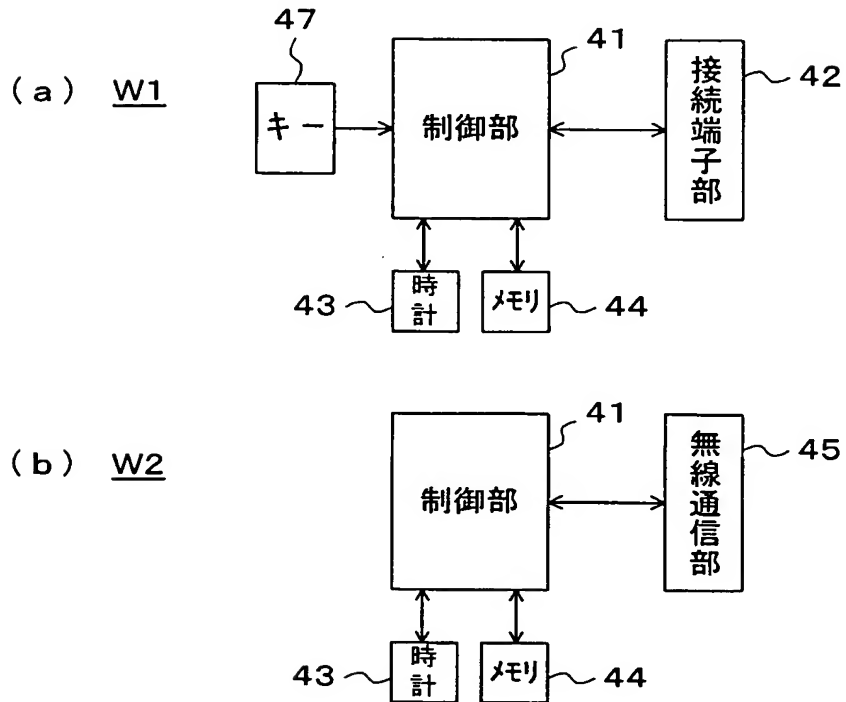 47
41
(a) W1
キー
制御部
接続端子部
42
43
時計
メモリ
44
41
(b) W2
制御部
無線通信部
45
43
時計
メモリ
44